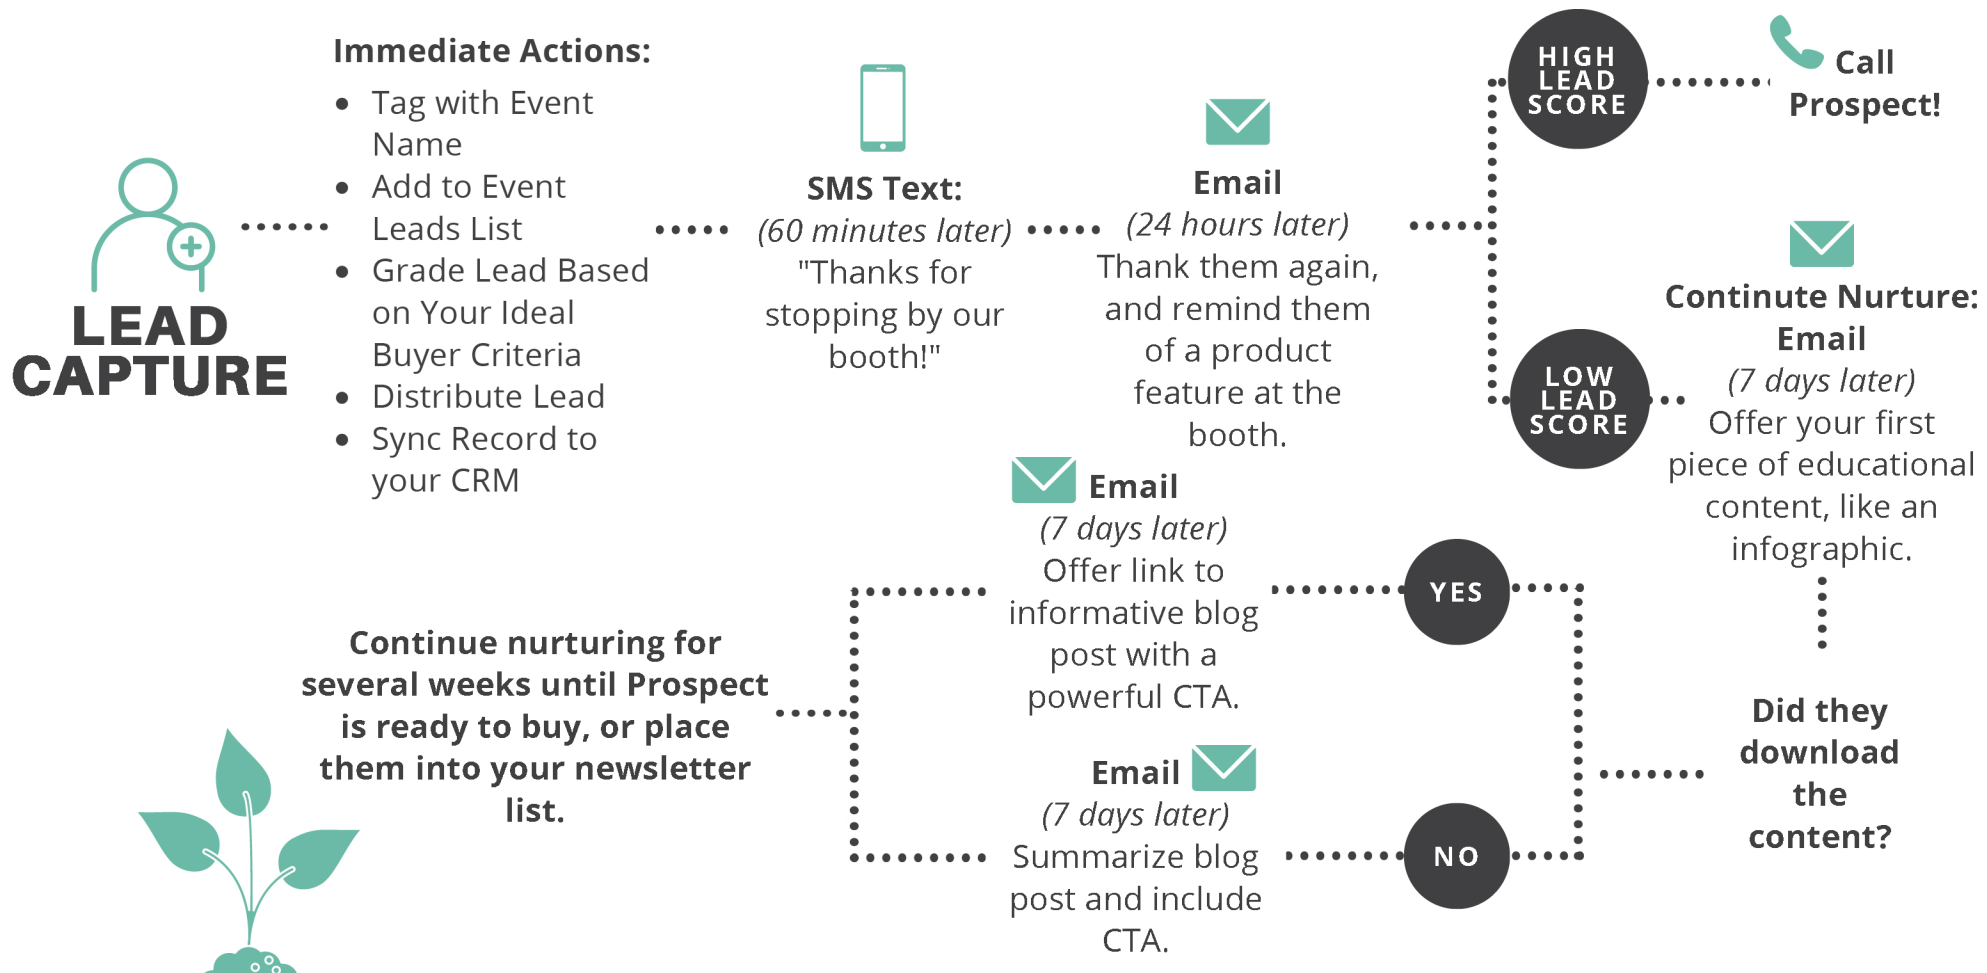 LEAD
CAPTURE
Immediate Actions:
• Tag with Event
Name
• Add to Event
Leads List
• Grade Lead Based
on Your Ideal
Buyer Criteria
• Distribute Lead
• Sync Record to
your CRM
SMS Text:
(60 minutes later)
"Thanks for
stopping by our
booth!"
Email
(24 hours later)
Thank them again,
and remind them
of a product
feature at the
booth.
HIGH
LEAD
SCORE
Call
Prospect!
LOW
LEAD
SCORE
Continute Nurture:
Email
(7 days later)
Offer your first
piece of educational
content, like an
infographic.
Did they
download
the
content?
YES
Email
(7 days later)
Offer link to
informative blog
post with a
powerful CTA.
NO
Email
(7 days later)
Summarize blog
post and include
CTA.
Continue nurturing for
several weeks until Prospect
is ready to buy, or place
them into your newsletter
list.